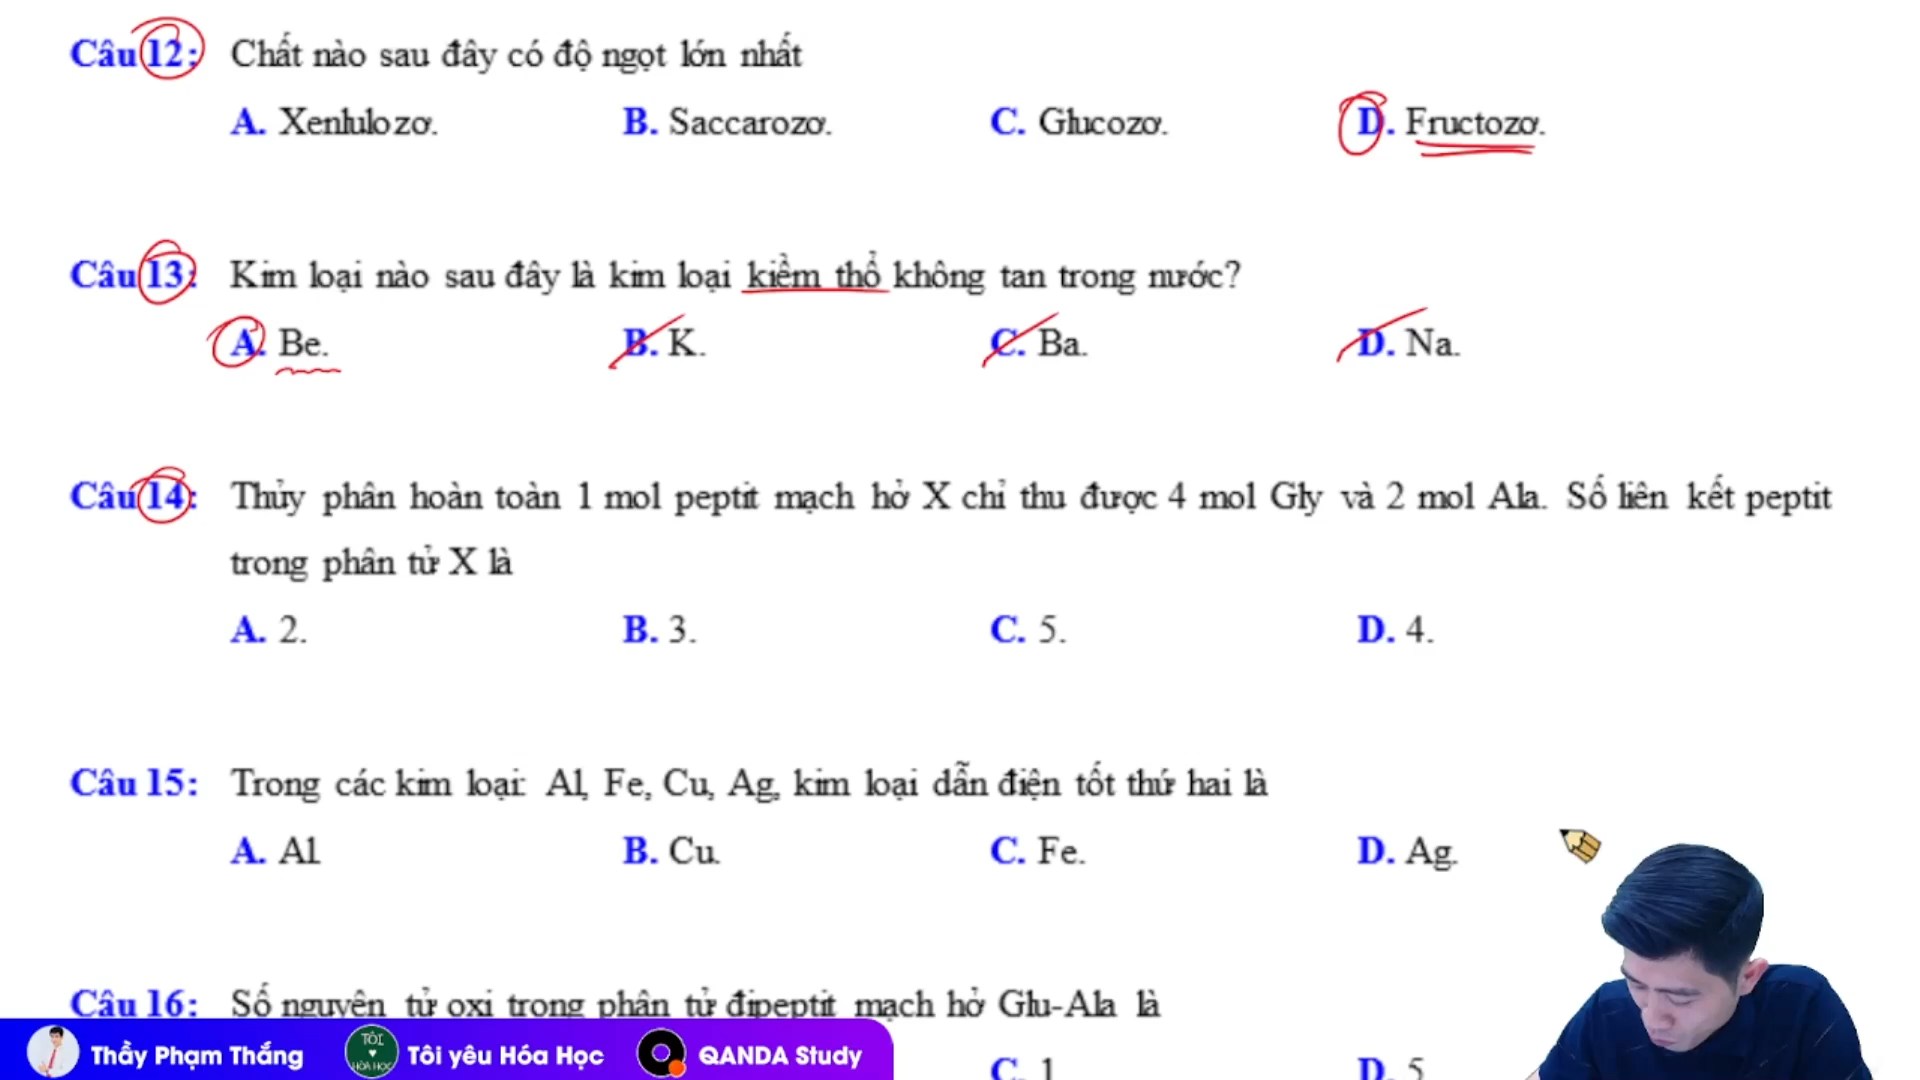 Câu 12: Chất nào sau đây có độ ngọt lớn nhất
A. Xenlulozơ. B. Saccarozơ. C. Glucozơ. D. Fructozơ.
Câu 13: Kim loại nào sau đây là kim loại kiềm thổ không tan trong nước?
A. Be. B. K. C. Ba. D. Na.
Câu 14: Thủy phân hoàn toàn 1 mol peptit mạch hở X chỉ thu được 4 mol Gly và 2 mol Ala. Số liên kết peptit
trong phân tử X là
A. 2. B. 3. C. 5. D. 4.
Câu 15: Trong các kim loại: Al, Fe, Cu, Ag, kim loại dẫn điện tốt thứ hai là
A. Al. B. Cu. C. Fe. D. Ag.
Câu 16: Số nguyên tử oxi trong phân tử đipeptit mạch hở Glu-Ala là
C. 1 D. 5
Thầy Phạm Thắng TÔI ♥ HÓA HỌC Tôi yêu Hóa Học QANDA Study